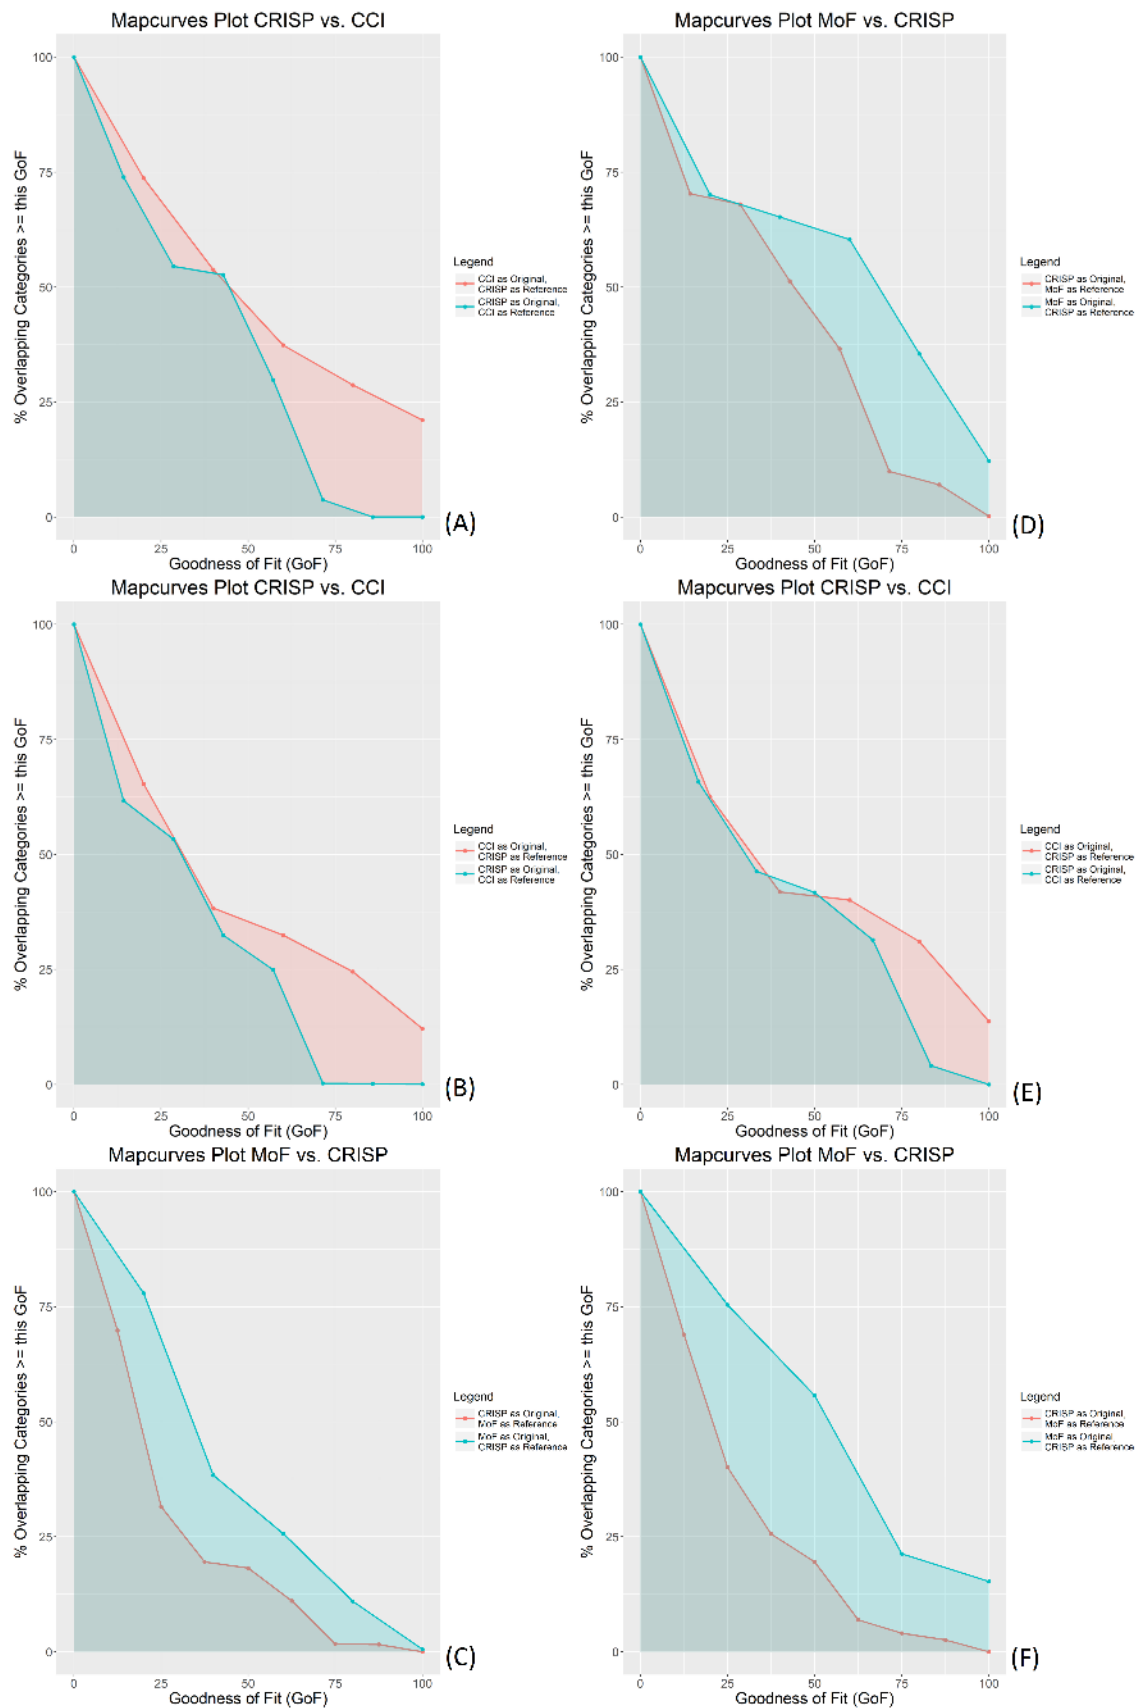 Mapcurves Plot CRISP vs. CCI
% Overlapping Categories >= this GoF
100
75
50
25
0
0 25 50 75 100
Goodness of Fit (GoF)
Legend
CCI as Original,
CRISP as Reference
CRISP as Original,
CCI as Reference
(A)
Mapcurves Plot MoF vs. CRISP
% Overlapping Categories >= this GoF
100
75
50
25
0
0 25 50 75 100
Goodness of Fit (GoF)
Legend
CRISP as Original,
MoF as Reference
MoF as Original,
CRISP as Reference
(D)
Mapcurves Plot CRISP vs. CCI
% Overlapping Categories >= this GoF
100
75
50
25
0
0 25 50 75 100
Goodness of Fit (GoF)
Legend
CCI as Original,
CRISP as Reference
CRISP as Original,
CCI as Reference
(B)
Mapcurves Plot CRISP vs. CCI
% Overlapping Categories >= this GoF
100
75
50
25
0
0 25 50 75 100
Goodness of Fit (GoF)
Legend
CCI as Original,
CRISP as Reference
CRISP as Original,
CCI as Reference
(E)
Mapcurves Plot MoF vs. CRISP
% Overlapping Categories >= this GoF
100
75
50
25
0
0 25 50 75 100
Goodness of Fit (GoF)
Legend
CRISP as Original,
MoF as Reference
MoF as Original,
CRISP as Reference
(C)
Mapcurves Plot MoF vs. CRISP
% Overlapping Categories >= this GoF
100
75
50
25
0
0 25 50 75 100
Goodness of Fit (GoF)
Legend
CRISP as Original,
MoF as Reference
MoF as Original,
CRISP as Reference
(F)